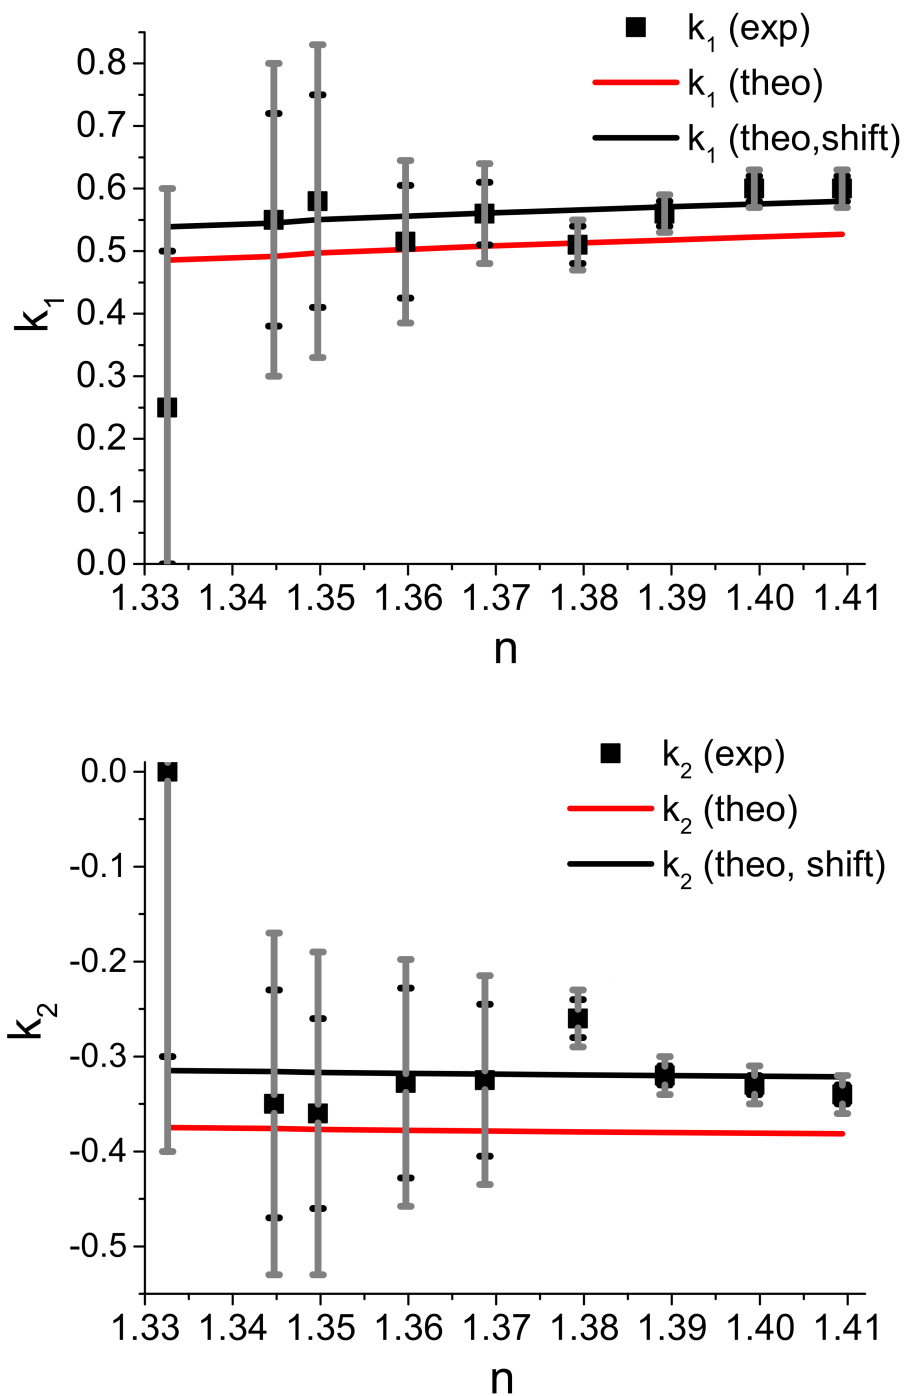 k1 (exp)
k1 (theo)
k1 (theo,shift)
0.8
0.7
0.6
0.5
0.4
0.3
0.2
0.1
0.0
k1
1.33 1.34 1.35 1.36 1.37 1.38 1.39 1.40 1.41
n
k2 (exp)
k2 (theo)
k2 (theo, shift)
0.0
-0.1
-0.2
-0.3
-0.4
-0.5
k2
1.33 1.34 1.35 1.36 1.37 1.38 1.39 1.40 1.41
n